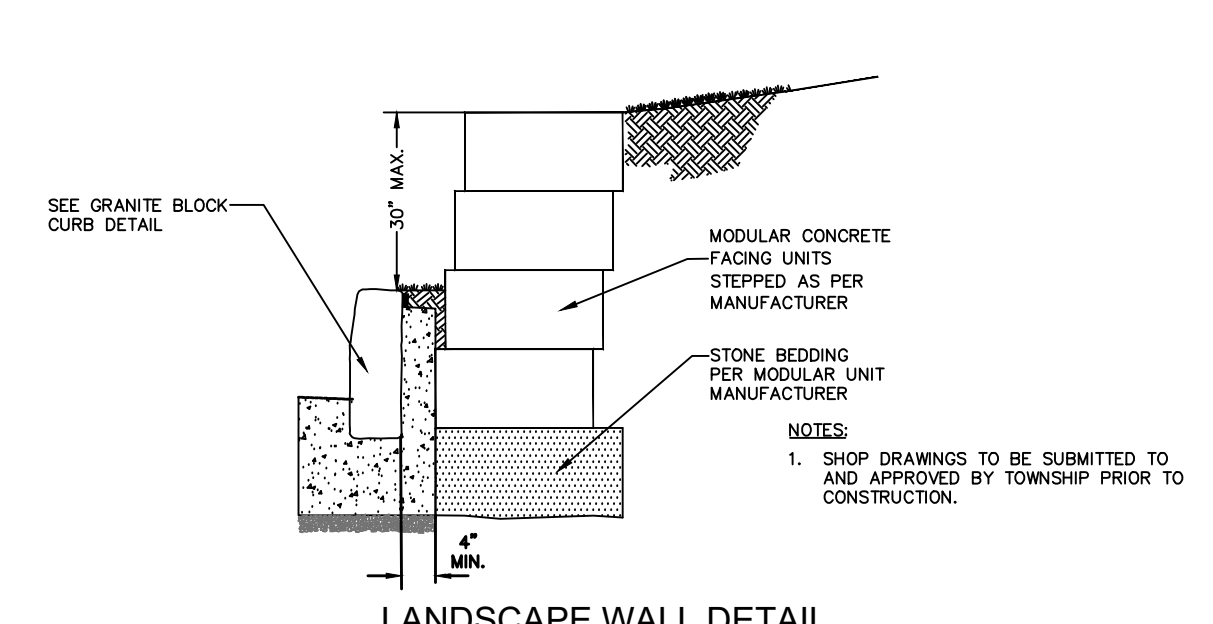 30" MAX.
SEE GRANITE BLOCK
CURB DETAIL
MODULAR CONCRETE
FACING UNITS
STEPPED AS PER
MANUFACTURER
STONE BEDDING
PER MODULAR UNIT
MANUFACTURER
NOTES:
1. SHOP DRAWINGS TO BE SUBMITTED TO
AND APPROVED BY TOWNSHIP PRIOR TO
CONSTRUCTION.
4"
MIN.
LANDSCAPE WALL DETAIL